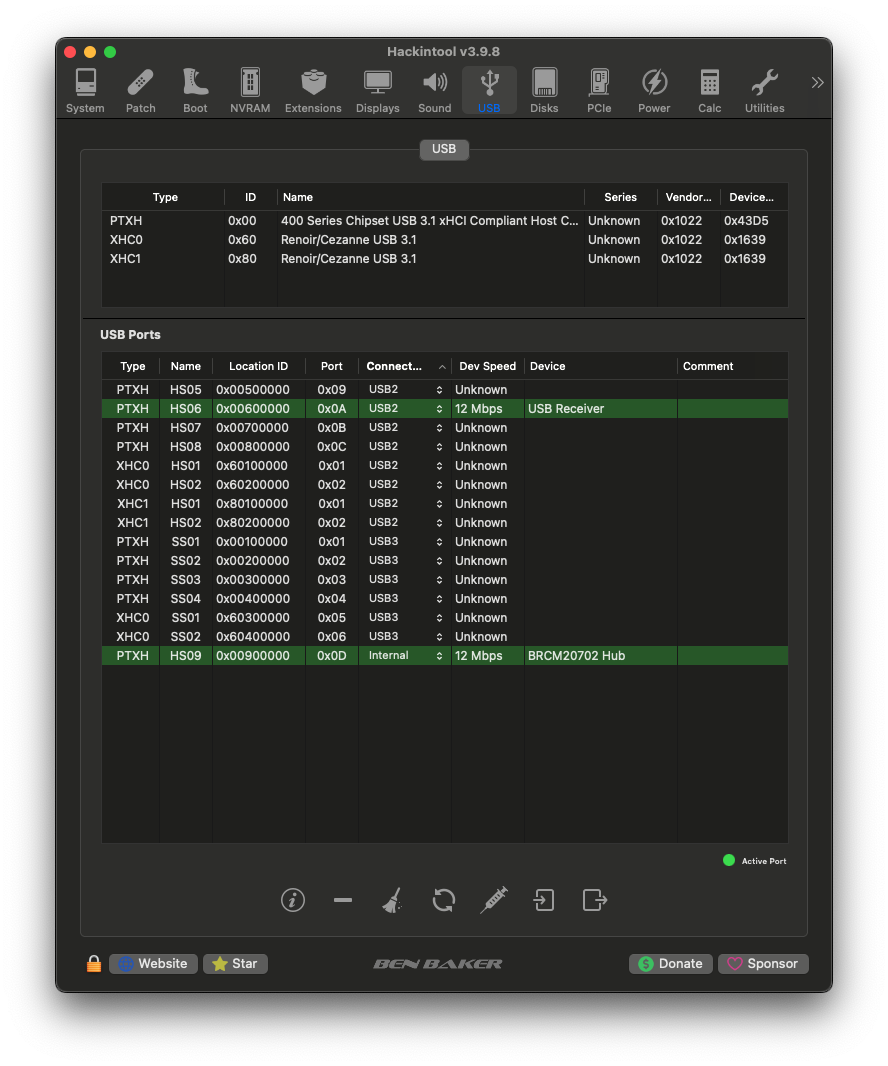 Hackintool v3.9.8
System Patch Boot NVRAM Extensions Displays Sound USB Disks PCIe Power Calc Utilities
USB
Type ID Name Series Vendor... Device...
PTXH 0x00 400 Series Chipset USB 3.1 xHCI Compliant Host C... Unknown 0x1022 0x43D5
XHC0 0x60 Renoir/Cezanne USB 3.1 Unknown 0x1022 0x1639
XHC1 0x80 Renoir/Cezanne USB 3.1 Unknown 0x1022 0x1639
USB Ports
Type Name Location ID Port Connect... Dev Speed Device Comment
PTXH HS05 0x00500000 0x09 USB2 Unknown
PTXH HS06 0x00600000 0x0A USB2 12 Mbps USB Receiver
PTXH HS07 0x00700000 0x0B USB2 Unknown
PTXH HS08 0x00800000 0x0C USB2 Unknown
XHC0 HS01 0x60100000 0x01 USB2 Unknown
XHC0 HS02 0x60200000 0x02 USB2 Unknown
XHC1 HS01 0x80100000 0x01 USB2 Unknown
XHC1 HS02 0x80200000 0x02 USB2 Unknown
PTXH SS01 0x00100000 0x01 USB3 Unknown
PTXH SS02 0x00200000 0x02 USB3 Unknown
PTXH SS03 0x00300000 0x03 USB3 Unknown
PTXH SS04 0x00400000 0x04 USB3 Unknown
XHC0 SS01 0x60300000 0x05 USB3 Unknown
XHC0 SS02 0x60400000 0x06 USB3 Unknown
PTXH HS09 0x00900000 0x0D Internal 12 Mbps BRCM20702 Hub
Active Port
Website Star BEN BAKER Donate Sponsor